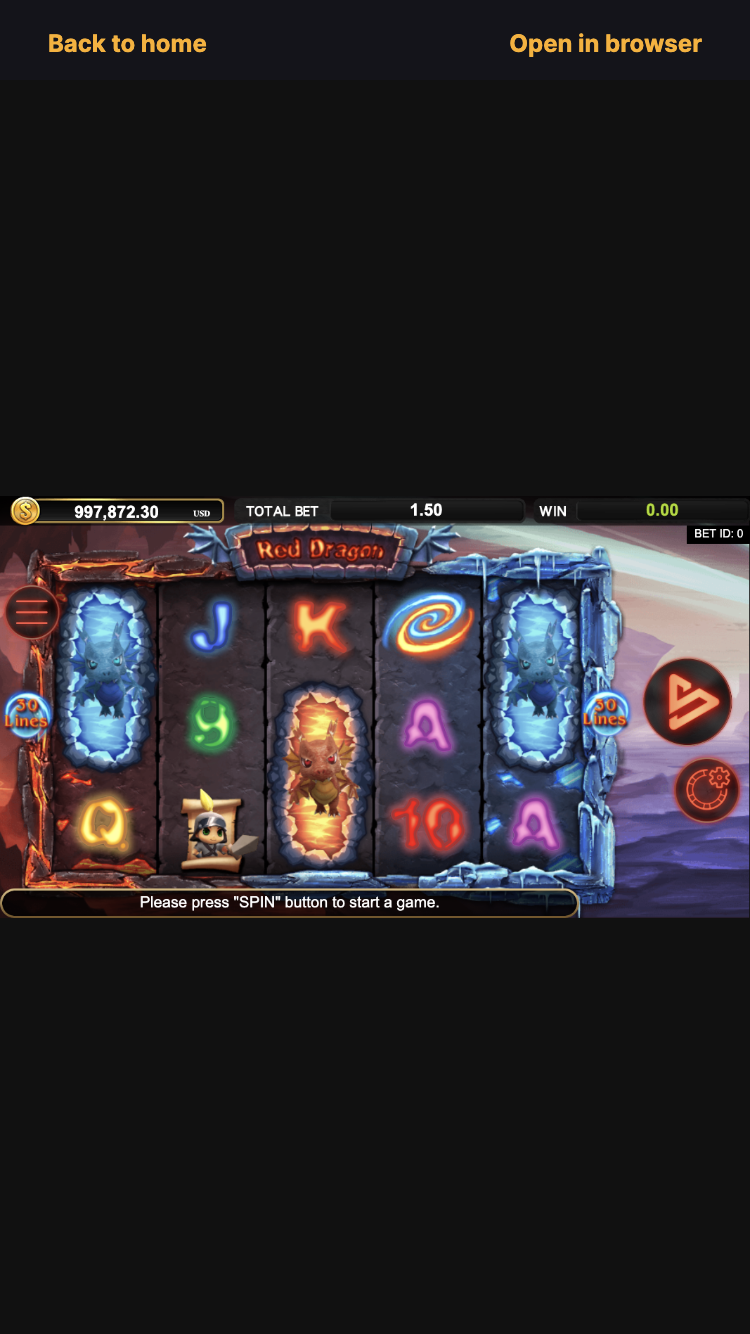 Back to home Open in browser
997,872.30 USD TOTAL BET 1.50 WIN 0.00
BET ID: 0
Red Dragon
J K
30 Lines 9 A 30 Lines
Q 10 A
Please press "SPIN" button to start a game.